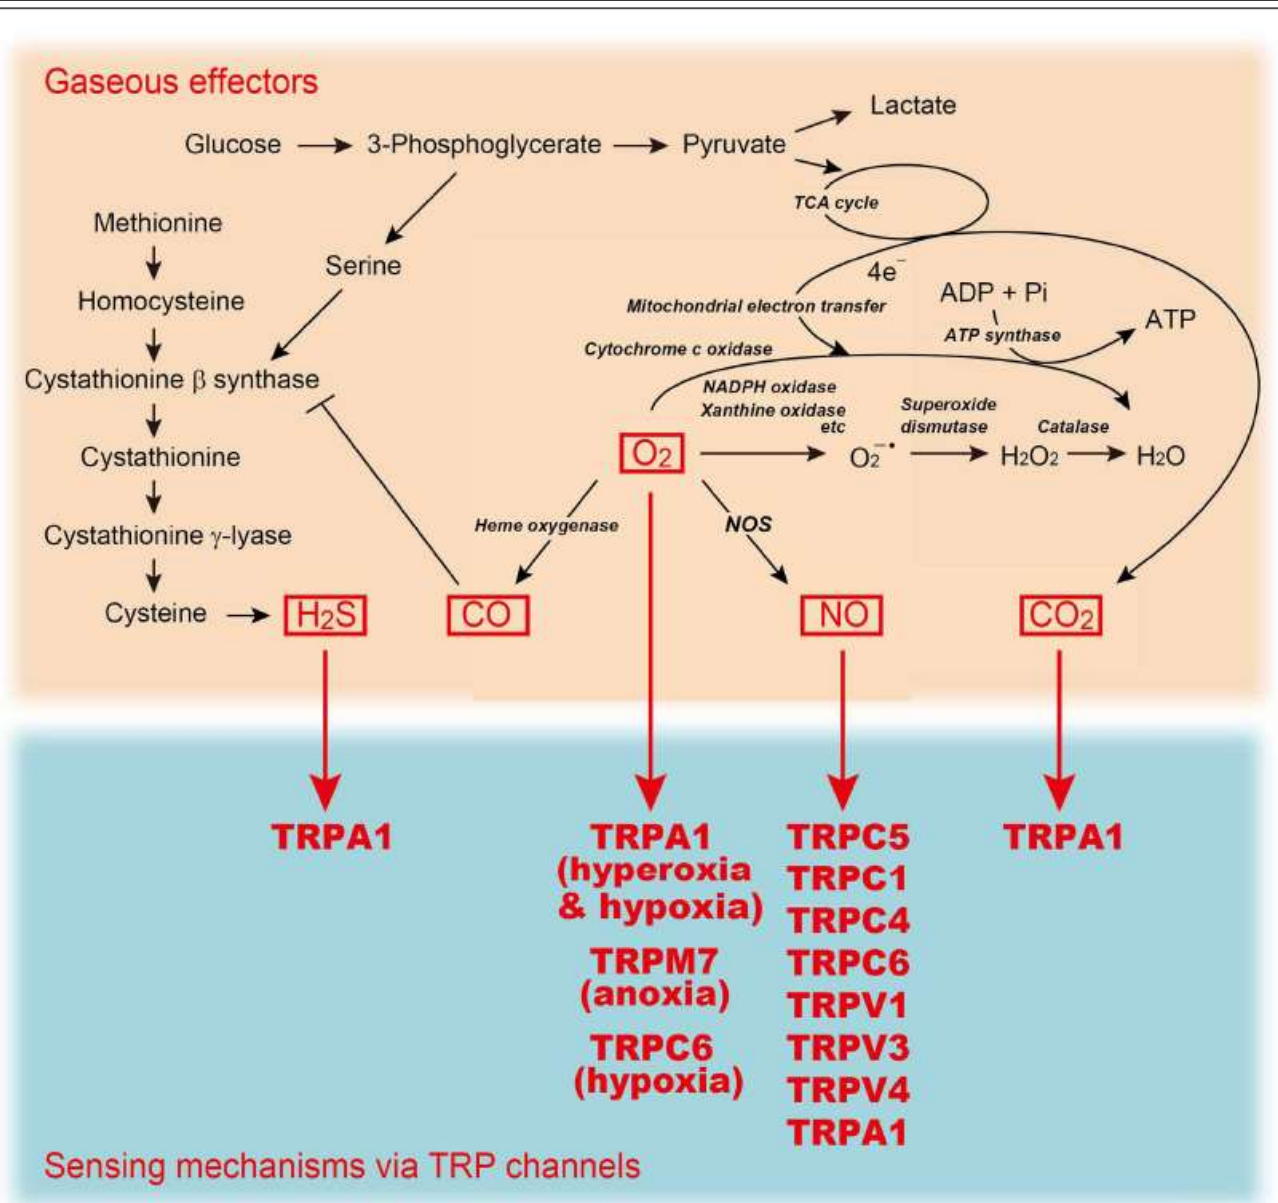 Gaseous effectors
Lactate
Glucose
3-Phosphoglycerate
Pyruvate
TCA cycle
Methionine
Serine
4e⁻
Homocysteine
ADP + Pi
Mitochondrial electron transfer
ATP
ATP synthase
Cytochrome c oxidase
Cystathionine β synthase
NADPH oxidase
Xanthine oxidase
etc
Superoxide
dismutase
Catalase
Cystathionine
O2
O2⁻•
H2O2
H2O
Cystathionine γ-lyase
Heme oxygenase
NOS
Cysteine
H2S
CO
NO
CO2
TRPA1
TRPA1
(hyperoxia
& hypoxia)
TRPM7
(anoxia)
TRPC6
(hypoxia)
TRPC5
TRPC1
TRPC4
TRPC6
TRPV1
TRPV3
TRPV4
TRPA1
TRPA1
Sensing mechanisms via TRP channels